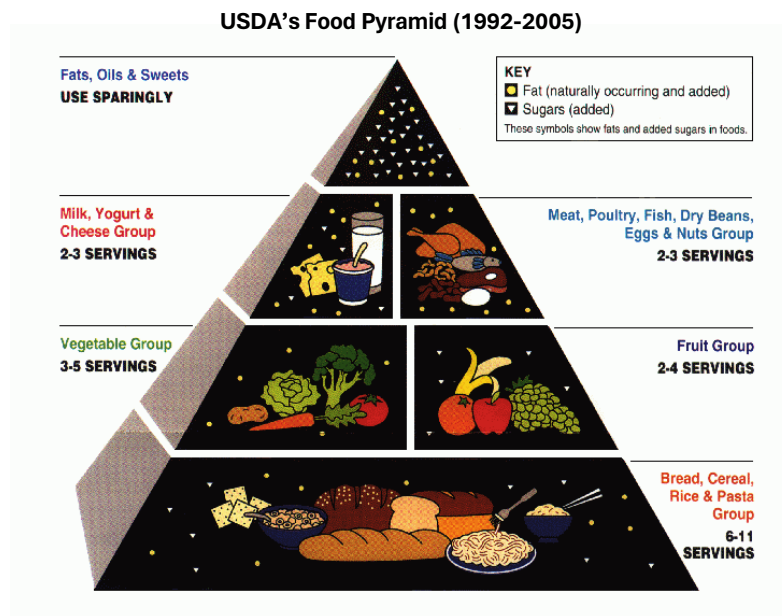 USDA's Food Pyramid (1992-2005)
Fats, Oils & Sweets
USE SPARINGLY
KEY
Fat (naturally occurring and added)
Sugars (added)
These symbols show fats and added sugars in foods.
Milk, Yogurt &
Cheese Group
2-3 SERVINGS
Meat, Poultry, Fish, Dry Beans,
Eggs & Nuts Group
2-3 SERVINGS
Vegetable Group
3-5 SERVINGS
Fruit Group
2-4 SERVINGS
Bread, Cereal,
Rice & Pasta
Group
6-11
SERVINGS